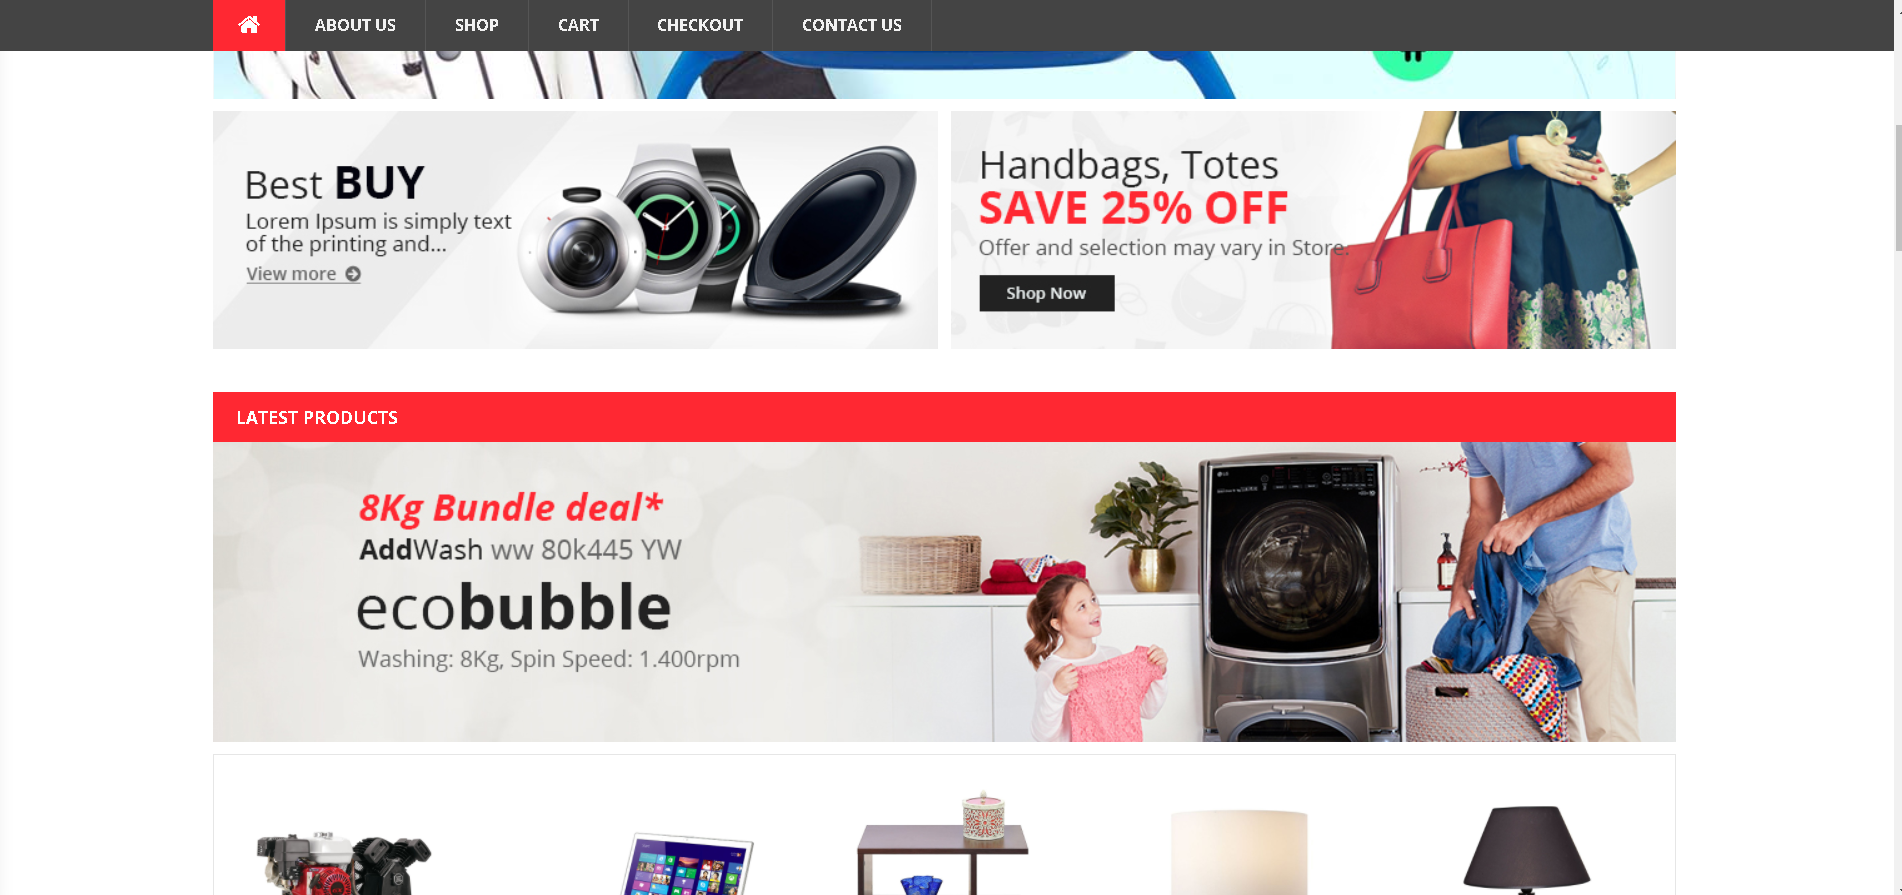 ABOUT US
SHOP
CART
CHECKOUT
CONTACT US
Best BUY
Lorem Ipsum is simply text
of the printing and...
View more
Handbags, Totes
SAVE 25% OFF
Offer and selection may vary in Store.
Shop Now
LATEST PRODUCTS
8Kg Bundle deal*
AddWash ww 80k445 YW
ecobubble
Washing: 8Kg, Spin Speed: 1.400rpm
LG